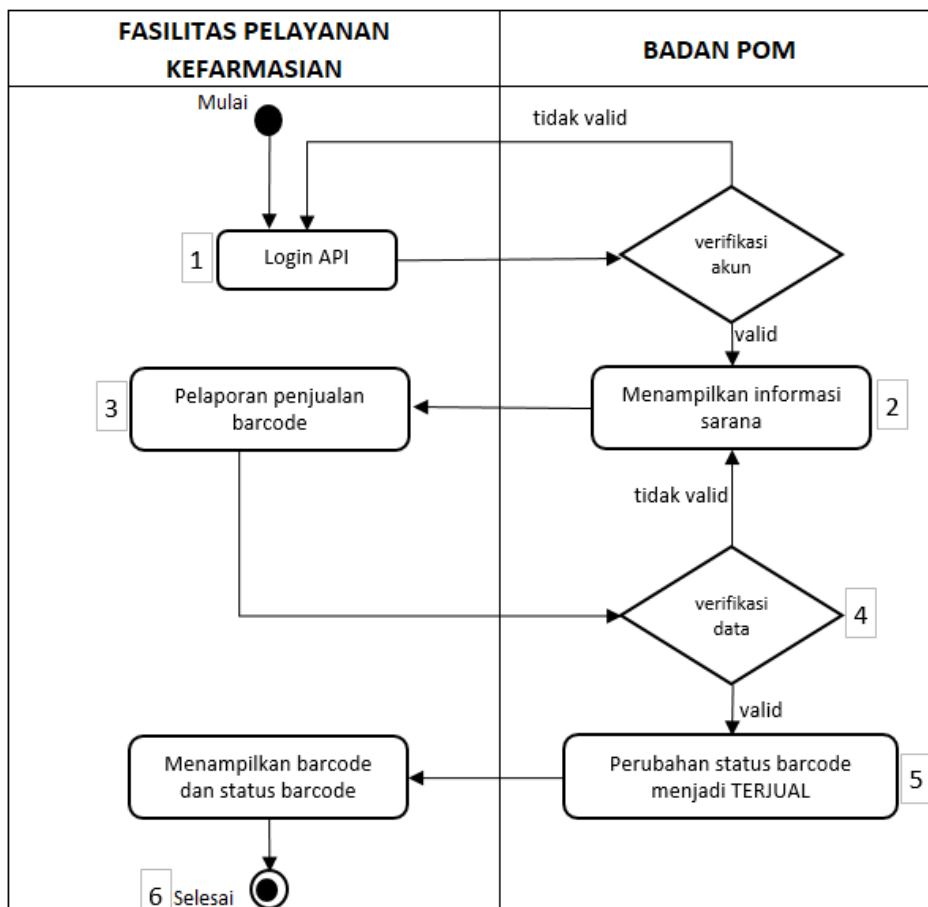 FASILITAS PELAYANAN
KEFARMASIAN
BADAN POM
Mulai
tidak valid
1
Login API
verifikasi
akun
valid
3
Pelaporan penjualan
barcode
Menampilkan informasi
sarana
2
tidak valid
verifikasi
data
4
valid
Menampilkan barcode
dan status barcode
Perubahan status barcode
menjadi TERJUAL
5
6
Selesai